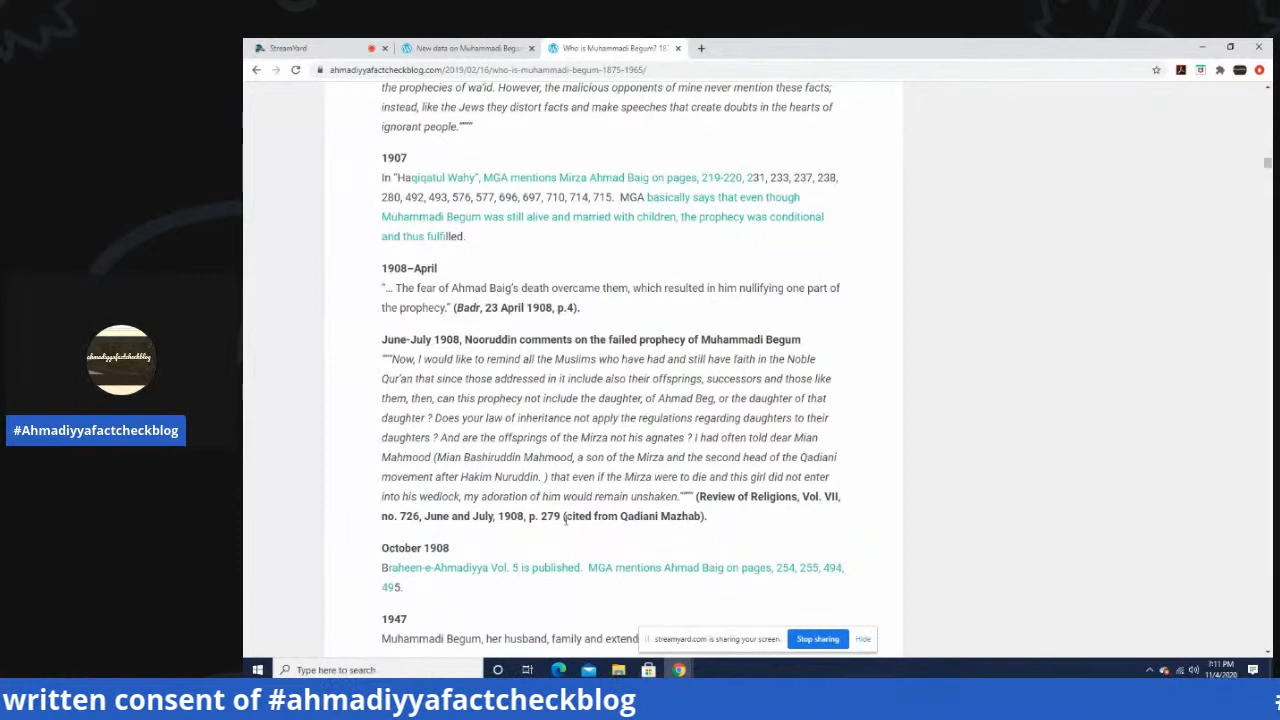 StreamYard
New data on Muhammadi Begu
Who is Muhammadi Begum? 187
ahmadiyyafactcheckblog.com/2019/02/16/who-is-muhammadi-begum-1875-1965/
the prophecies of wa'id. However, the malicious opponents of mine never mention these facts;
instead, like the Jews they distort facts and make speeches that create doubts in the hearts of
ignorant people.""""
1907
In "Haqiqatul Wahy", MGA mentions Mirza Ahmad Baig on pages, 219-220, 231, 233, 237, 238,
280, 492, 493, 576, 577, 696, 697, 710, 714, 715. MGA basically says that even though
Muhammadi Begum was still alive and married with children, the prophecy was conditional
and thus fulfilled.
1908–April
"... The fear of Ahmad Baig's death overcame them, which resulted in him nullifying one part of
the prophecy." (Badr, 23 April 1908, p.4).
June-July 1908, Nooruddin comments on the failed prophecy of Muhammadi Begum
"""Now, I would like to remind all the Muslims who have had and still have faith in the Noble
Qur'an that since those addressed in it include also their offsprings, successors and those like
them, then, can this prophecy not include the daughter, of Ahmad Beg, or the daughter of that
daughter ? Does your law of inheritance not apply the regulations regarding daughters to their
daughters ? And are the offsprings of the Mirza not his agnates ? I had often told dear Mian
Mahmood (Mian Bashiruddin Mahmood, a son of the Mirza and the second head of the Qadiani
movement after Hakim Nuruddin. ) that even if the Mirza were to die and this girl did not enter
into his wedlock, my adoration of him would remain unshaken."""" (Review of Religions, Vol. VII,
no. 726, June and July, 1908, p. 279 (cited from Qadiani Mazhab).
October 1908
Braheen-e-Ahmadiyya Vol. 5 is published. MGA mentions Ahmad Baig on pages, 254, 255, 494,
495.
1947
Muhammadi Begum, her husband, family and extend
streamyard.com is sharing your screen.
Stop sharing
Hide
Type here to search
7:11 PM
11/4/2020
ahmadiyyafactcheckblog
#Ahmadiyyafactcheckblog
written consent of #ahmadiyyafactcheckblog